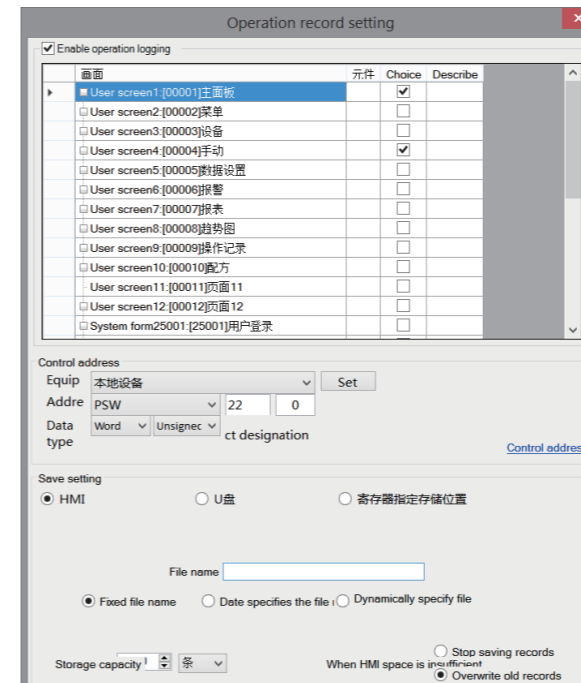 Operation record setting
Enable operation logging
画面 元件 Choice Describe
User screen1:[00001]主面板
User screen2:[00002]菜单
User screen3:[00003]设备
User screen4:[00004]手动
User screen5:[00005]数据设置
User screen6:[00006]报警
User screen7:[00007]报表
User screen8:[00008]趋势图
User screen9:[00009]操作记录
User screen10:[00010]配方
User screen11:[00011]页面11
User screen12:[00012]页面12
System form25001:[25001]用户登录
Control address
Equip 本地设备 Set
Addre PSW 22 0
Data type Word Unsignec ct designation
Control addres
Save setting
HMI U盘 寄存器指定存储位置
File name
Fixed file name Date specifies the file Dynamically specify file
Stop saving records
Storage capacity 条 When HMI space is insufficient
Overwrite old records